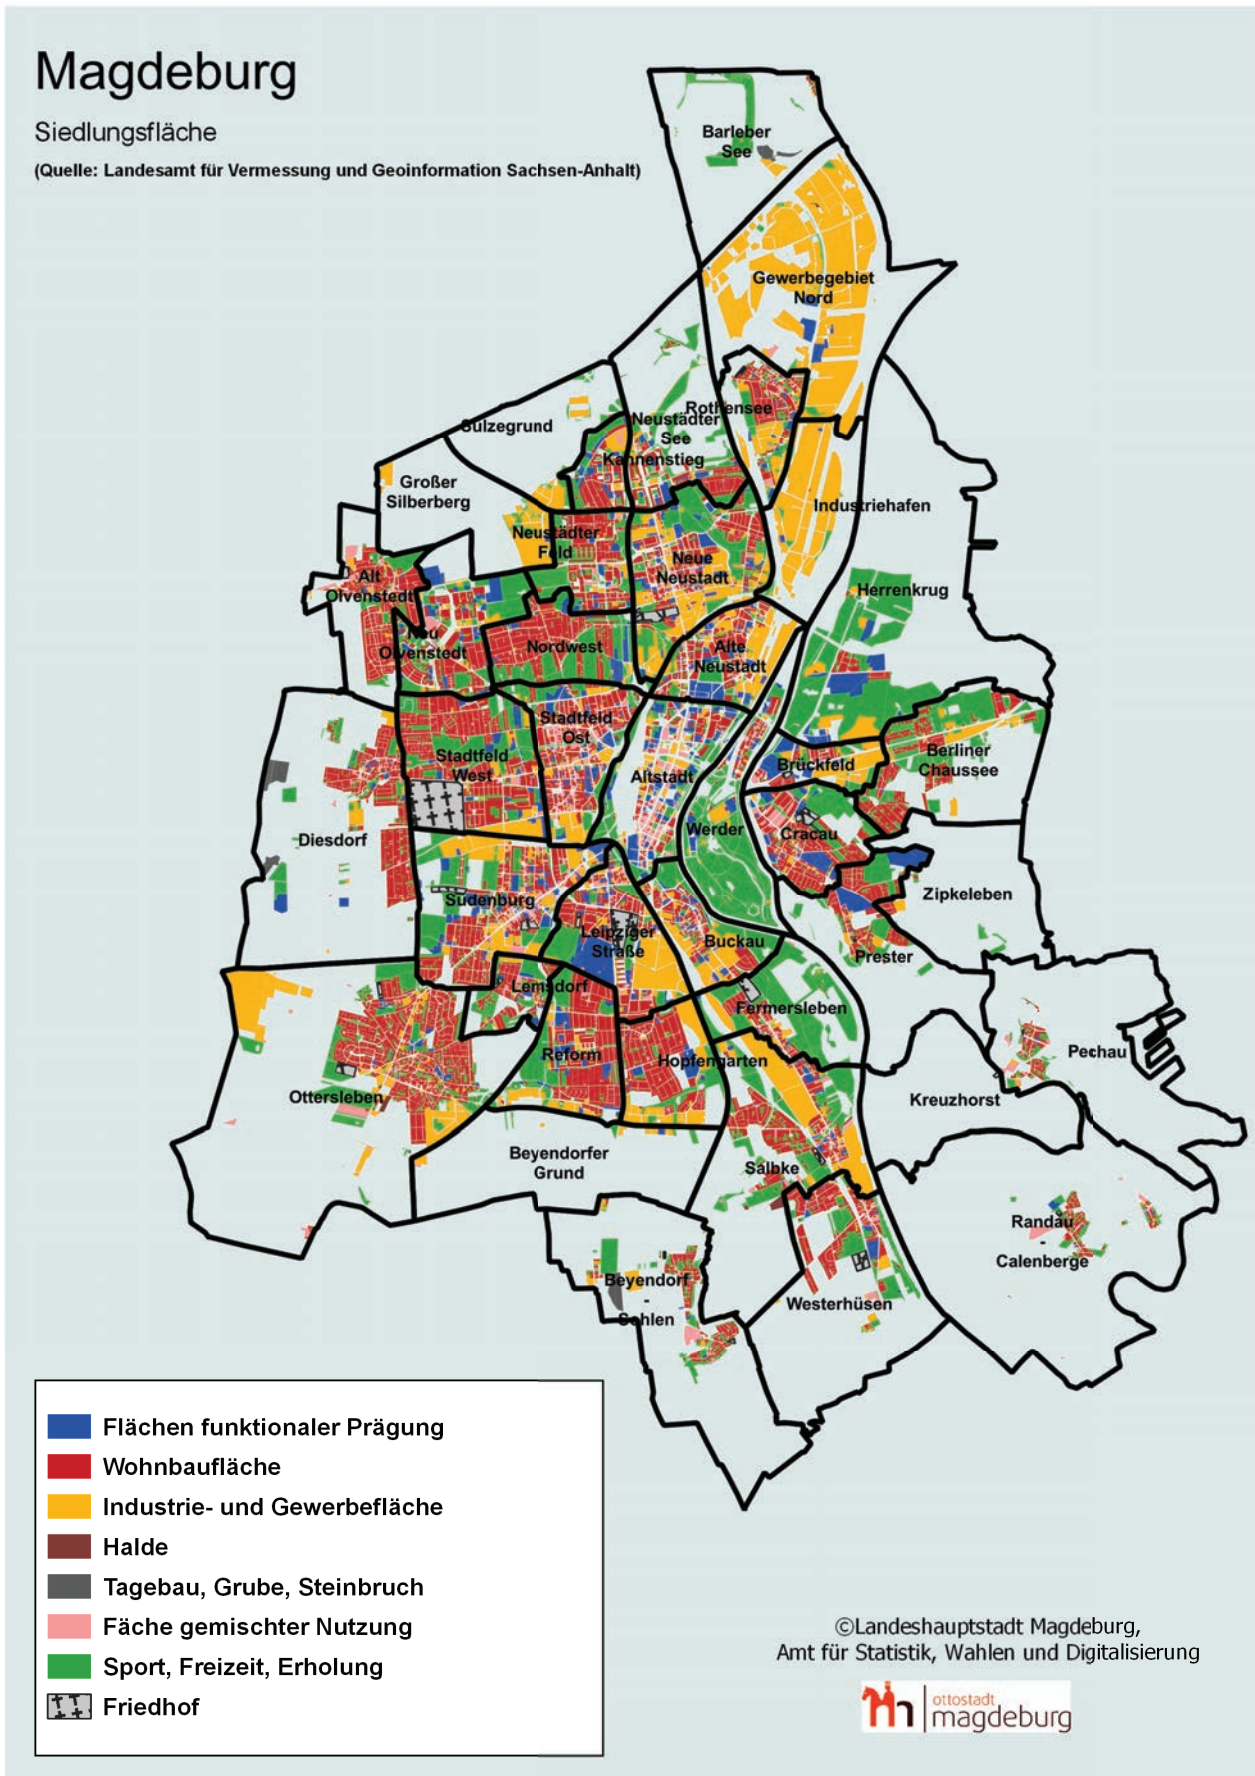 Magdeburg
Siedlungsfläche
(Quelle: Landesamt für Vermessung und Geoinformation Sachsen-Anhalt)
Barleber
See
Gewerbegebiet
Nord
Rothensee
Sülzegrund
Neustädter
See
Kannenstieg
Großer
Silberberg
Industriehafen
Neustädter
Feld
Neue
Neustadt
Alt
Olvenstedt
Herrenkrug
Neu
Olvenstedt
Nordwest
Alte
Neustadt
Stadtfeld
Ost
Stadtfeld
West
Altstadt
Brückfeld
Berliner
Chaussee
Werder
Cracau
Diesdorf
Zipkeleben
Sudenburg
Leipziger
Straße
Buckau
Prester
Lemsdorf
Fermersleben
Reform
Hopfengarten
Pechau
Ottersleben
Kreuzhorst
Beyendorfer
Grund
Salbke
Randau
-
Calenberge
Beyendorf
-
Sohlen
Westerhüsen
Flächen funktionaler Prägung
Wohnbaufläche
Industrie- und Gewerbefläche
Halde
Tagebau, Grube, Steinbruch
Fäche gemischter Nutzung
Sport, Freizeit, Erholung
Friedhof
©Landeshauptstadt Magdeburg,
Amt für Statistik, Wahlen und Digitalisierung
ottostadt
magdeburg